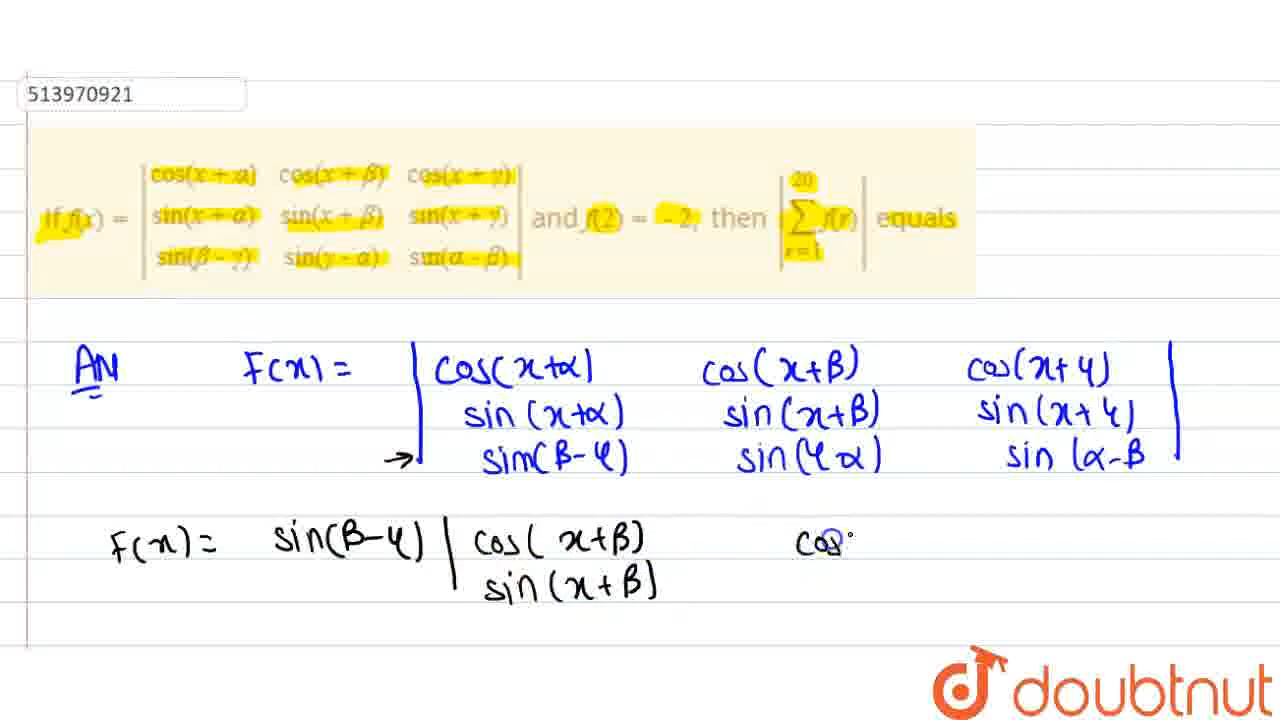 513970921
If f(x) = | cos(x + α) cos(x + β) cos(x + γ) |
| sin(x + α) sin(x + β) sin(x + γ) | and f(2) = - 2, then | 20 ∑ r=1 f(r) | equals
| sin(β - γ) sin(γ - α) sin(α - β) |
AN F(x) = | cos(x+α) cos(x+β) cos(x+γ) |
sin(x+α) sin(x+β) sin(x+γ)
→ sin(β-γ) sin(γ α) sin(α-β
F(x) = sin(β-γ) | cos(x+β) cos
sin(x+β]
doubtnut